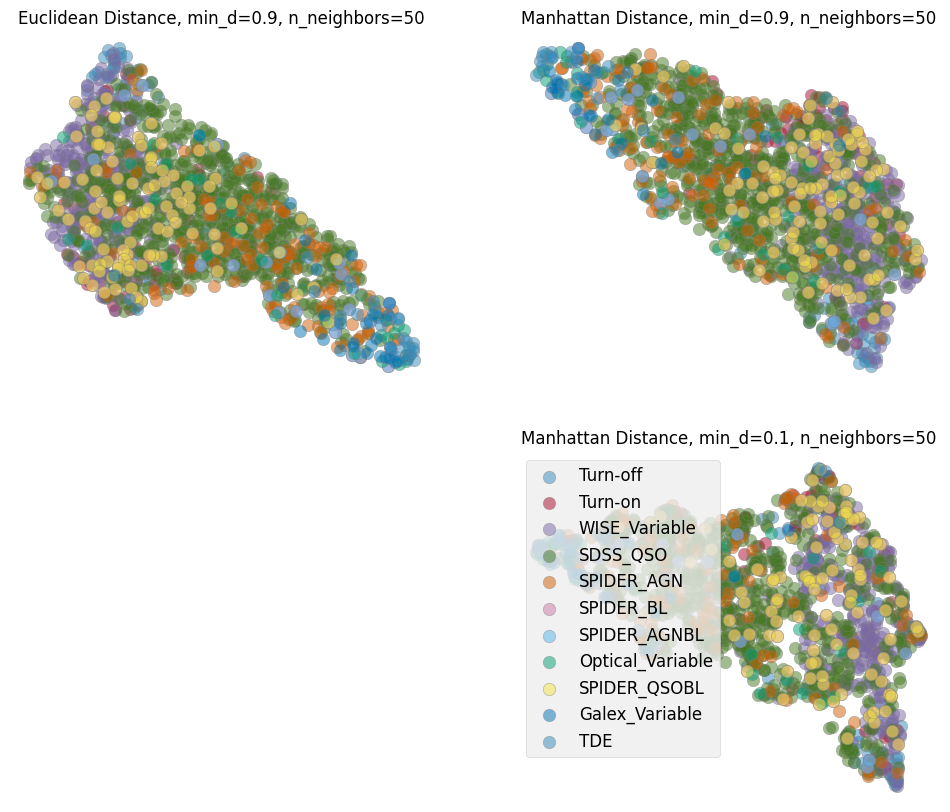 Euclidean Distance, min_d=0.9, n_neighbors=50
Manhattan Distance, min_d=0.9, n_neighbors=50
Manhattan Distance, min_d=0.1, n_neighbors=50
Turn-off
Turn-on
WISE_Variable
SDSS_QSO
SPIDER_AGN
SPIDER_BL
SPIDER_AGNBL
Optical_Variable
SPIDER_QSOBL
Galex_Variable
TDE